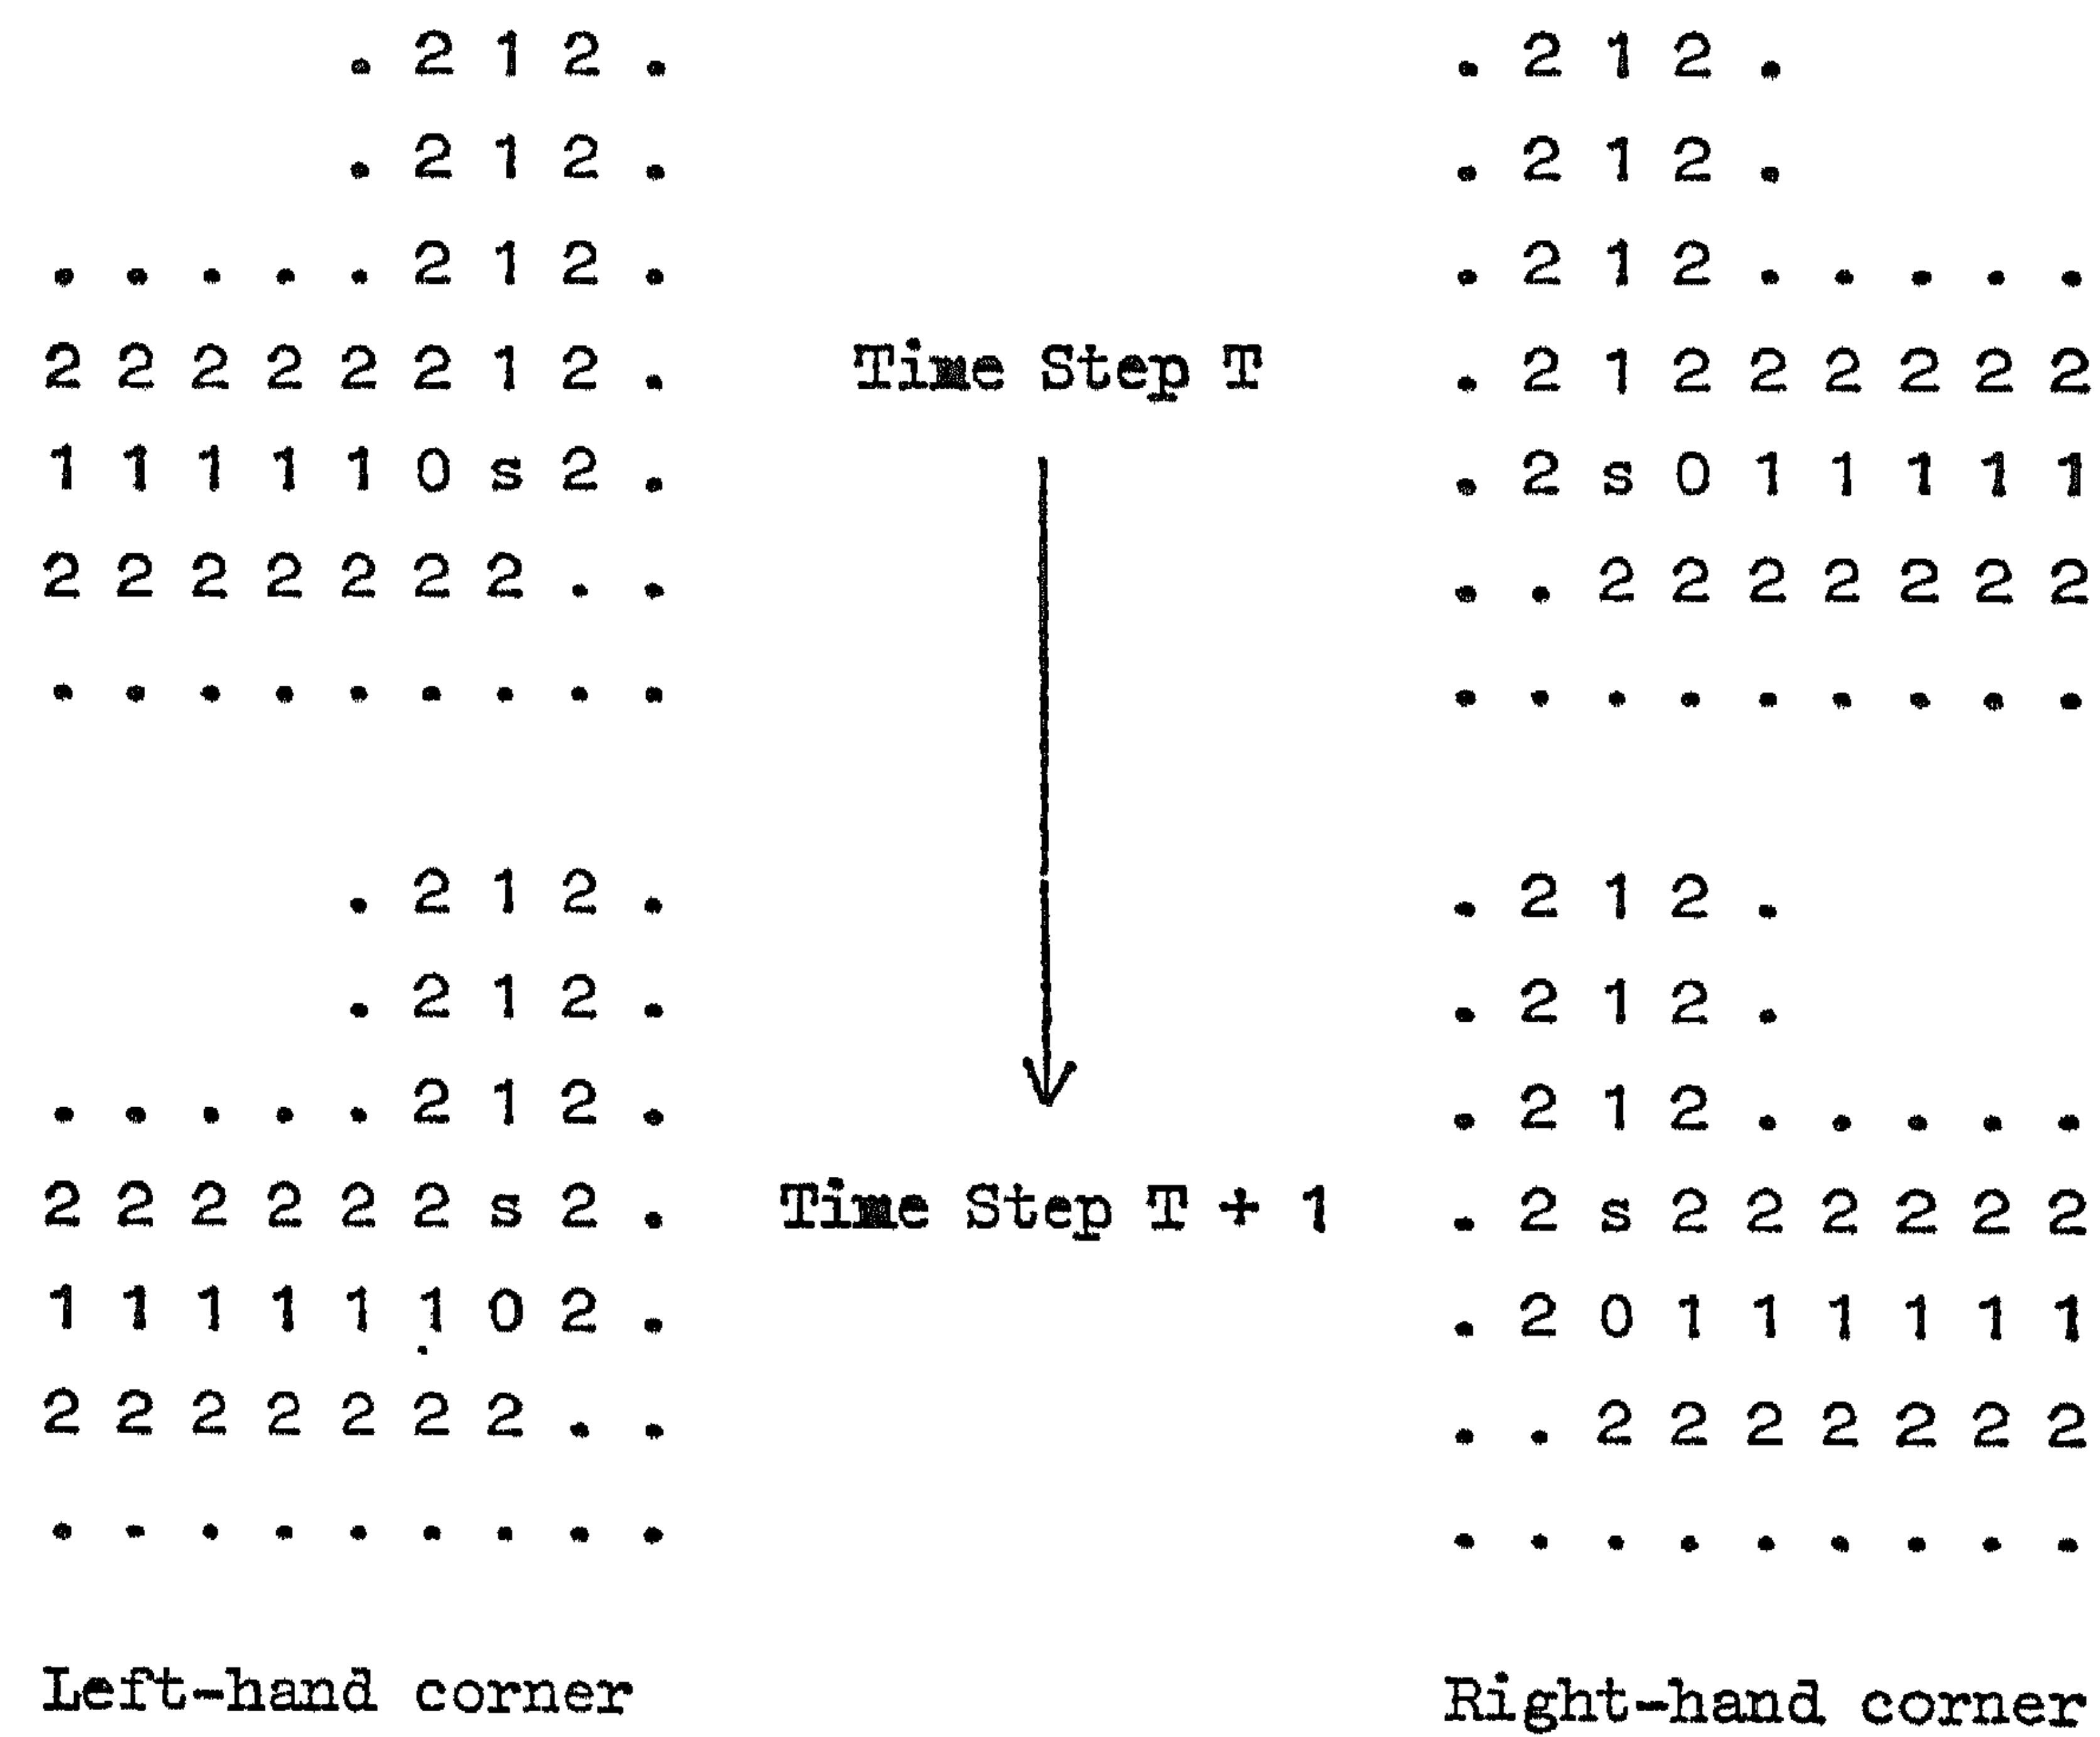 . 2 1 2 .    . 2 1 2 .
. 2 1 2 .    . 2 1 2 .
. . . . . 2 1 2 .    . 2 1 2 . . . . .
2 2 2 2 2 2 1 2 .    Time Step T    . 2 1 2 2 2 2 2 2
1 1 1 1 1 0 s 2 .    . 2 s 0 1 1 1 1 1
2 2 2 2 2 2 2 . .    . . 2 2 2 2 2 2 2
. . . . . . . . .    . . . . . . . . .
. 2 1 2 .    . 2 1 2 .
. 2 1 2 .    . 2 1 2 .
. . . . . 2 1 2 .    . 2 1 2 . . . . .
2 2 2 2 2 2 s 2 .    Time Step T + 1    . 2 s 2 2 2 2 2 2
1 1 1 1 1 1 0 2 .    . 2 0 1 1 1 1 1 1
2 2 2 2 2 2 2 . .    . . 2 2 2 2 2 2 2
. . . . . . . . .    . . . . . . . . .
Left-hand corner    Right-hand corner